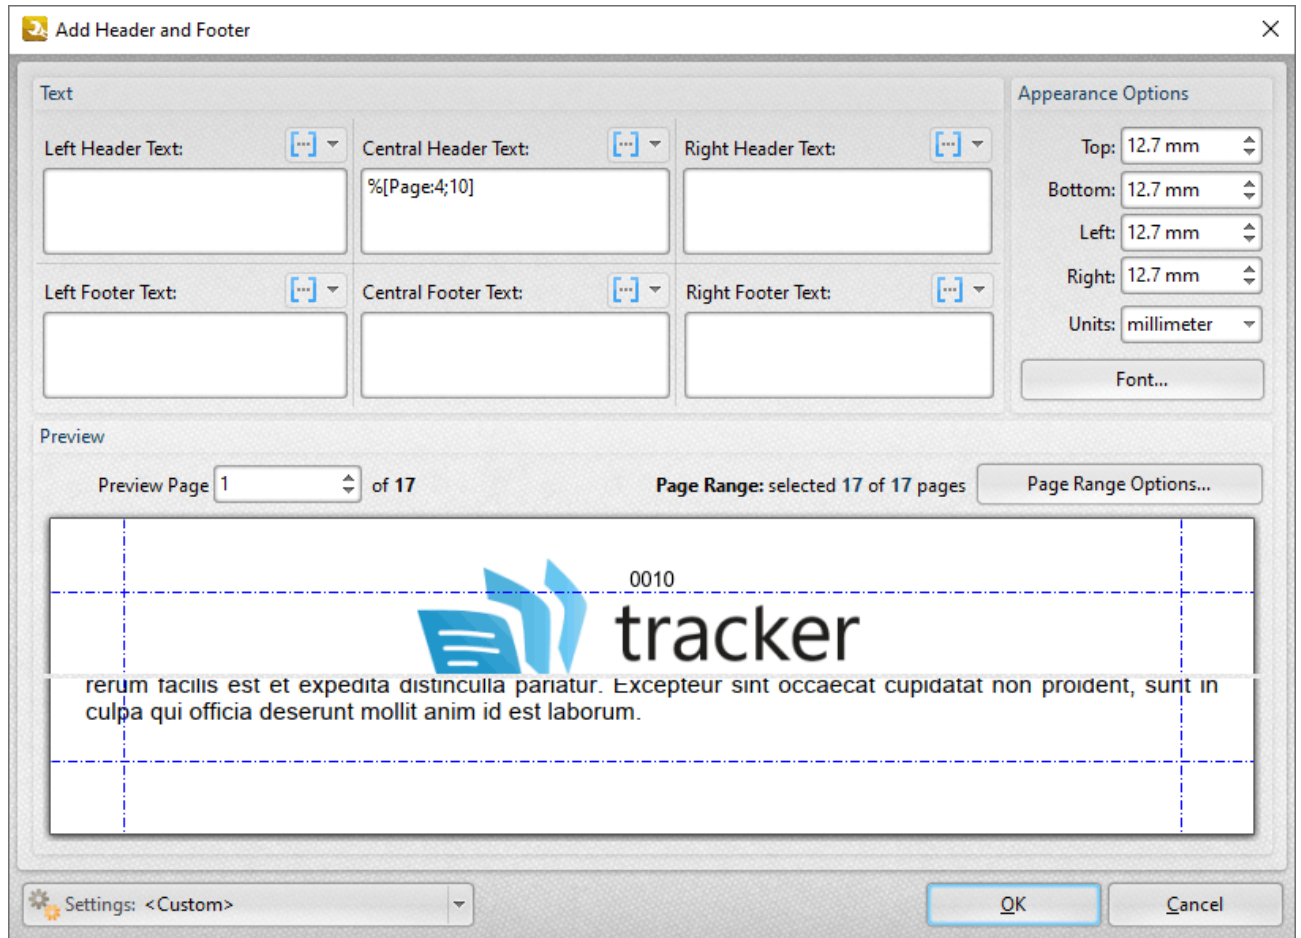 Add Header and Footer
Text
Appearance Options
Left Header Text:
Central Header Text:
Right Header Text:
%[Page:4;10]
Top: 12.7 mm
Bottom: 12.7 mm
Left: 12.7 mm
Right: 12.7 mm
Left Footer Text:
Central Footer Text:
Right Footer Text:
Units: millimeter
Font...
Preview
Preview Page 1 of 17
Page Range: selected 17 of 17 pages
Page Range Options...
0010
tracker
rerum facilis est et expedita distinculla pariatur. Excepteur sint occaecat cupidatat non proident, sunt in
culpa qui officia deserunt mollit anim id est laborum.
Settings: <Custom>
OK
Cancel